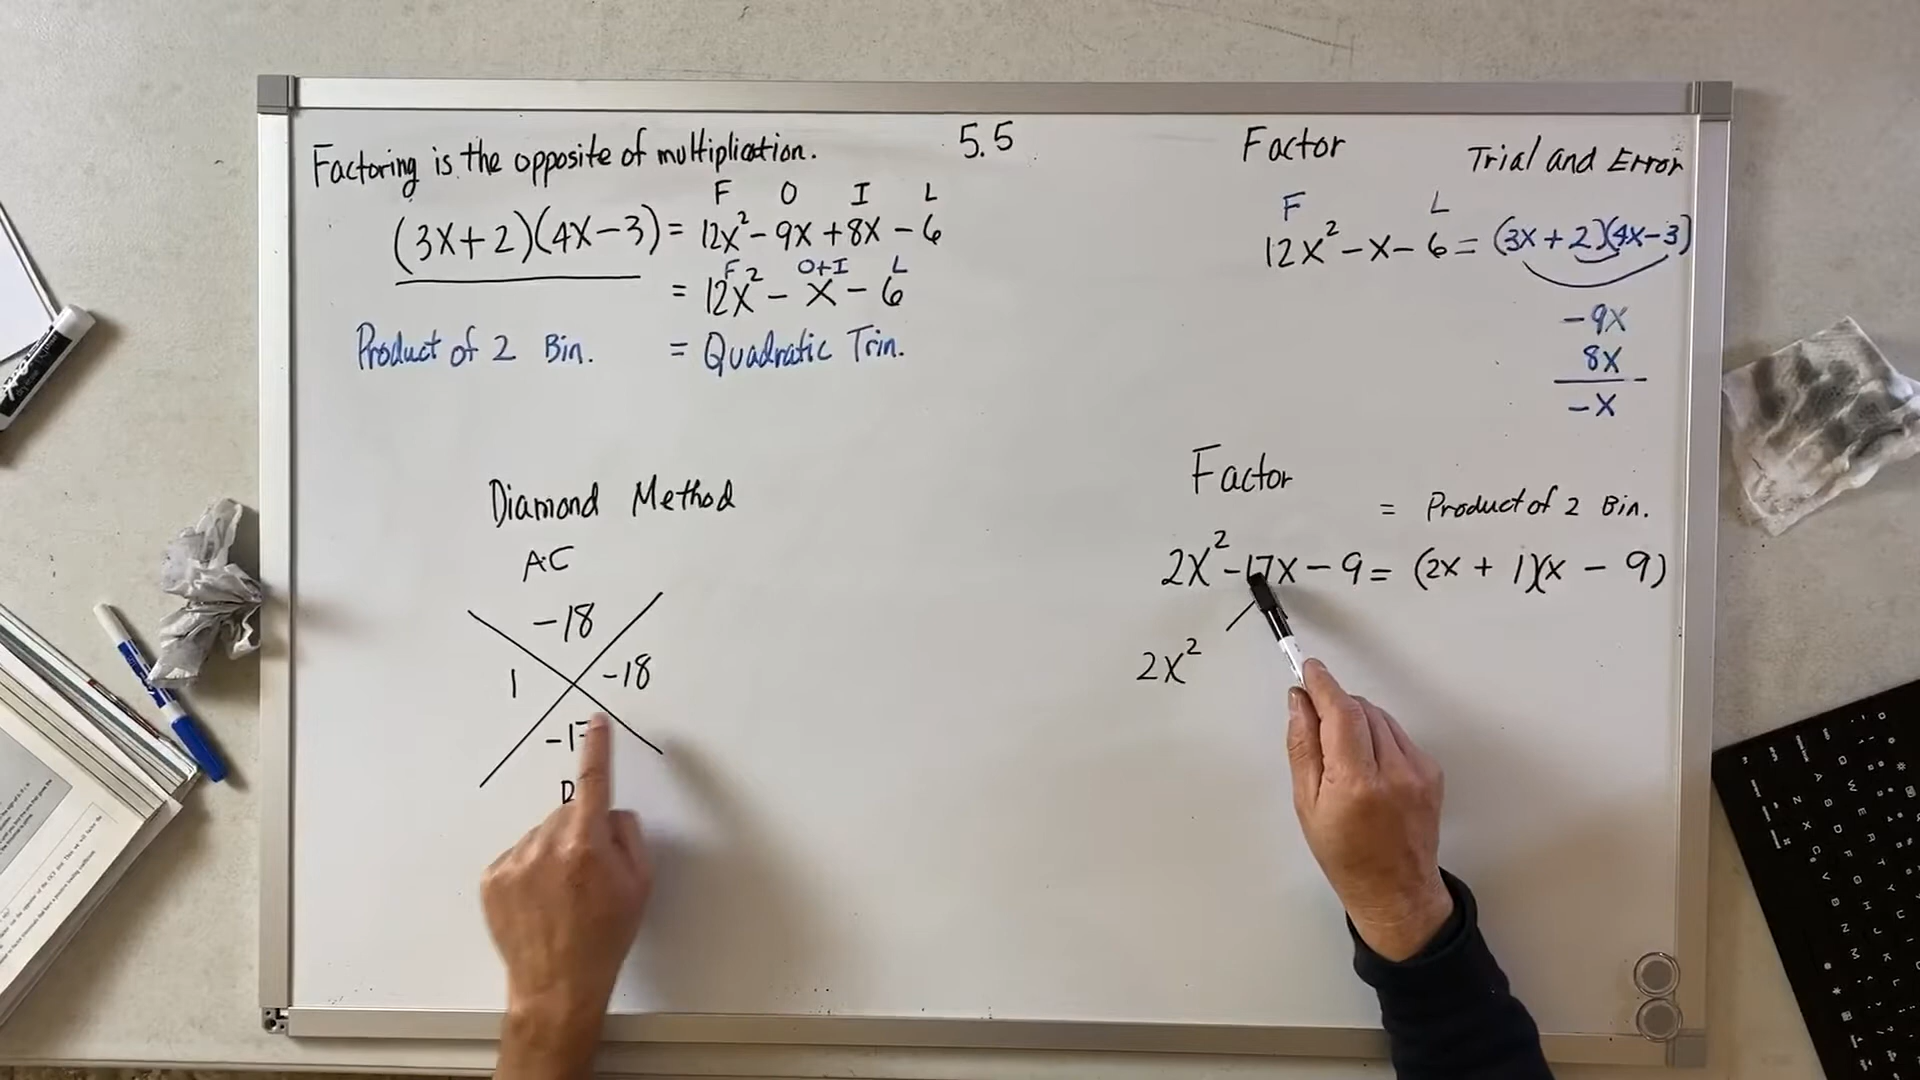 Factoring is the opposite of multiplication.
5.5
F O I L
(3x+2)(4x-3) = 12x² - 9x + 8x - 6
F O+I L
= 12x² - x - 6
Product of 2 Bin. = Quadratic Trin.
Factor
Trial and Error
F L
12x² - x - 6 = (3x+2)(4x-3)
-9x
8x
-x
Diamond Method
A·C
-18
1 -18
Factor
= Product of 2 Bin.
2x² - 17x - 9 = (2x + 1)(x - 9)
2x²